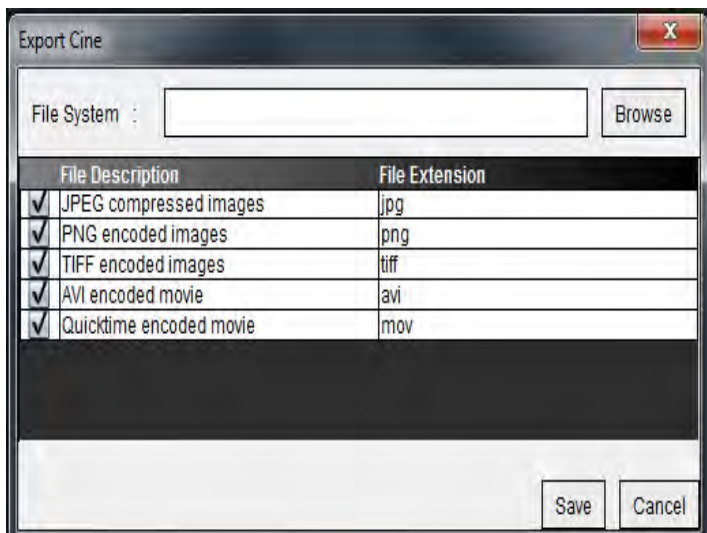 Export Cine
X
File System : Browse
File Description File Extension
JPEG compressed images jpg
PNG encoded images png
TIFF encoded images tiff
AVI encoded movie avi
Quicktime encoded movie mov
Save Cancel